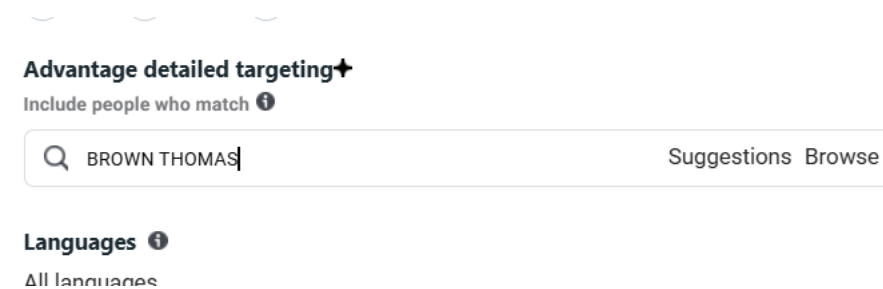 Advantage detailed targeting
Include people who match
BROWN THOMAS Suggestions Browse
Languages
All languages